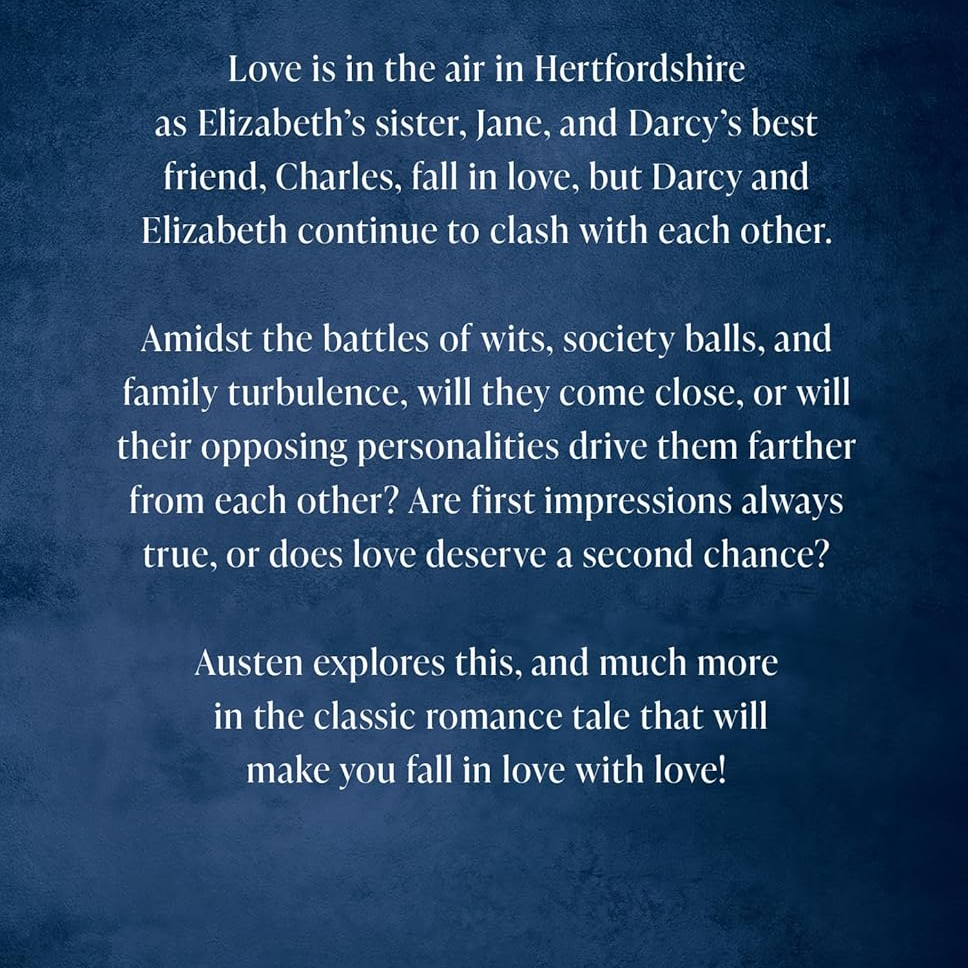 Love is in the air in Hertfordshire
as Elizabeth’s sister, Jane, and Darcy’s best
friend, Charles, fall in love, but Darcy and
Elizabeth continue to clash with each other.
Amidst the battles of wits, society balls, and
family turbulence, will they come close, or will
their opposing personalities drive them farther
from each other? Are first impressions always
true, or does love deserve a second chance?
Austen explores this, and much more
in the classic romance tale that will
make you fall in love with love!